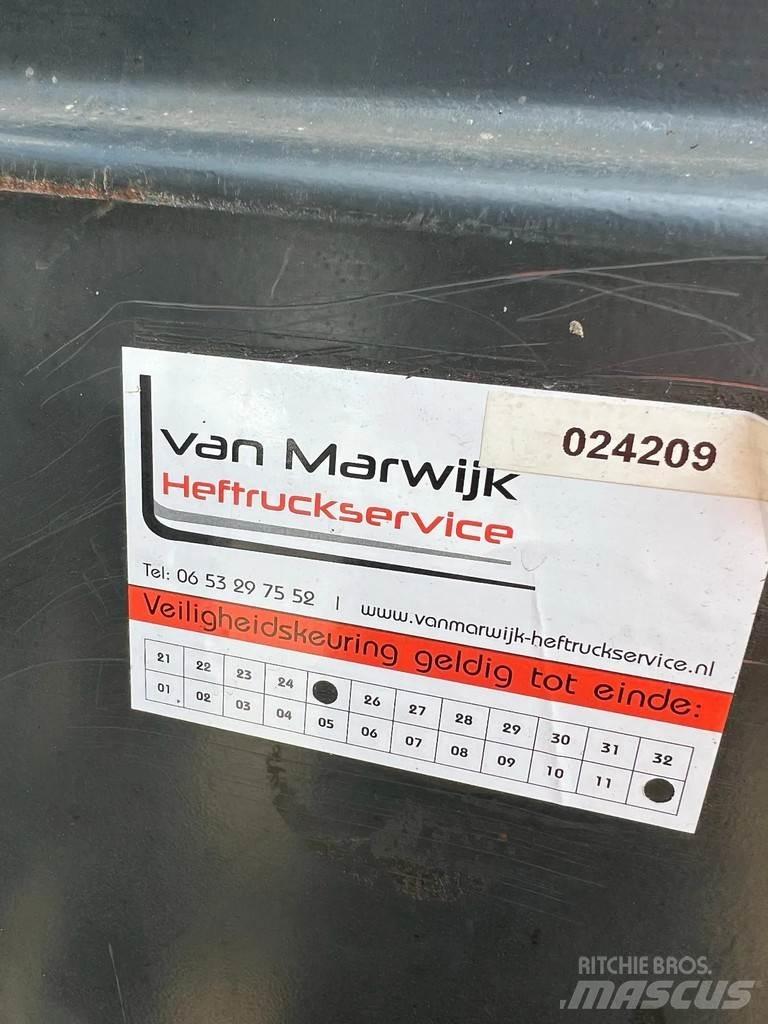 van Marwijk
024209
Heftruckservice
Tel: 06 53 29 75 52 | www.vanmarwijk-heftruckservice.nl
Veiligheidskeuring geldig tot einde:
21 22 23 24 26 27 28 29 30 31 32
01 02 03 04 05 06 07 08 09 10 11
RITCHIE BROS.
MASCUS